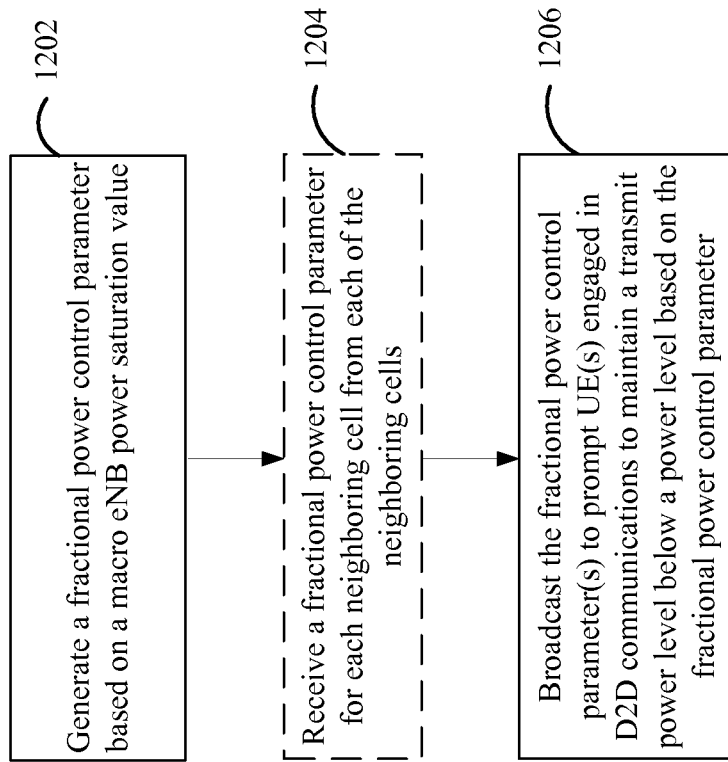 1202
Generate a fractional power control parameter
based on a macro eNB power saturation value
1204
Receive a fractional power control parameter
for each neighboring cell from each of the
neighboring cells
1206
Broadcast the fractional power control
parameter(s) to prompt UE(s) engaged in
D2D communications to maintain a transmit
power level below a power level based on the
fractional power control parameter